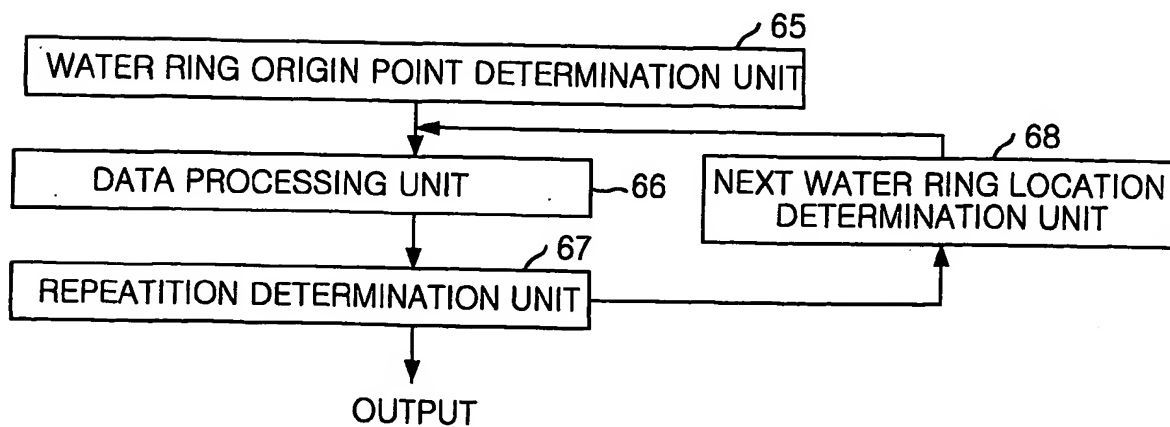 65
WATER RING ORIGIN POINT DETERMINATION UNIT
68
DATA PROCESSING UNIT
66
NEXT WATER RING LOCATION
DETERMINATION UNIT
67
REPEATITION DETERMINATION UNIT
OUTPUT